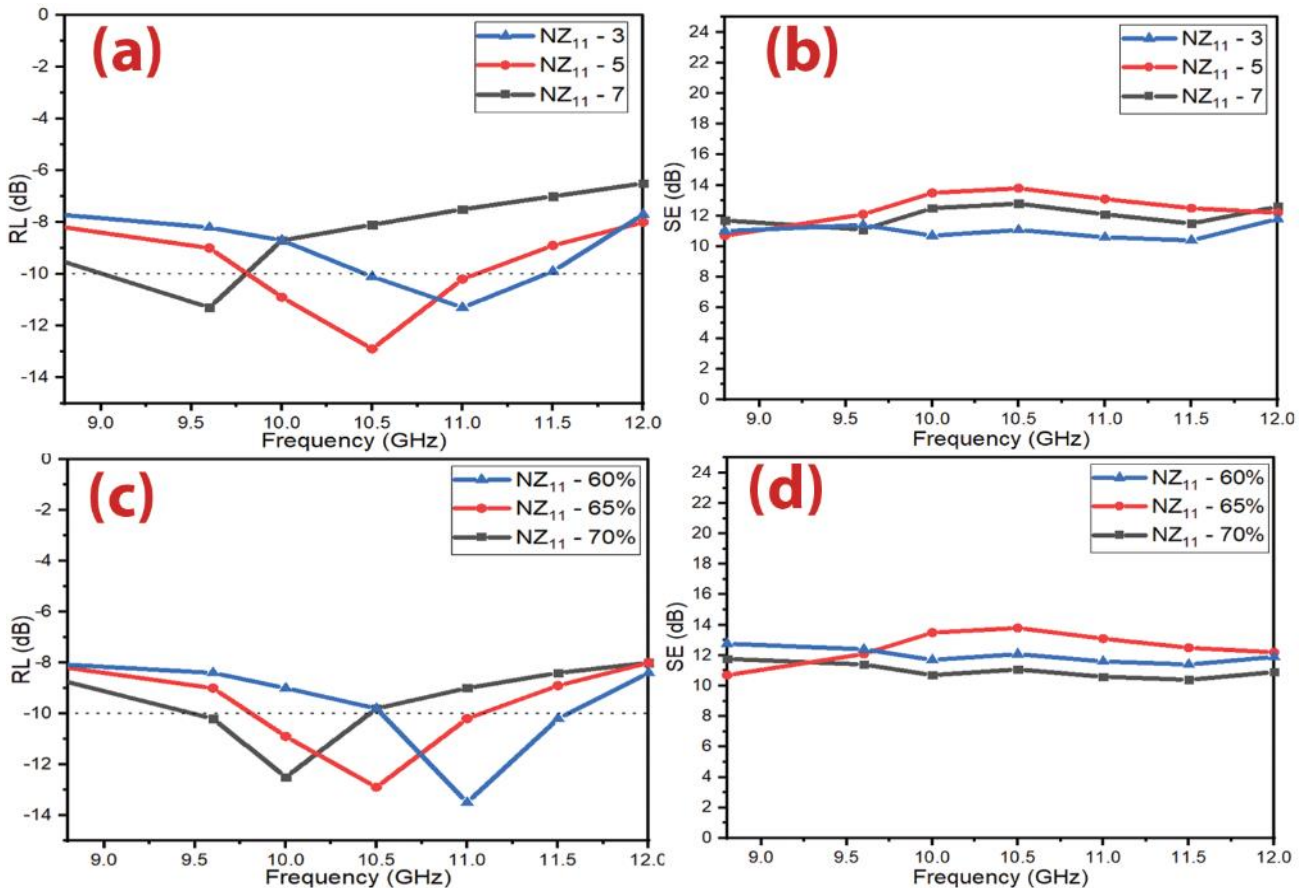 (a)
NZ11 - 3
NZ11 - 5
NZ11 - 7
RL (dB)
0
-2
-4
-6
-8
-10
-12
-14
9.0 9.5 10.0 10.5 11.0 11.5 12.0
Frequency (GHz)
(b)
NZ11 - 3
NZ11 - 5
NZ11 - 7
SE (dB)
24
22
20
18
16
14
12
10
8
6
4
2
0
9.0 9.5 10.0 10.5 11.0 11.5 12.0
Frequency (GHz)
(c)
NZ11 - 60%
NZ11 - 65%
NZ11 - 70%
RL (dB)
0
-2
-4
-6
-8
-10
-12
-14
9.0 9.5 10.0 10.5 11.0 11.5 12.0
Frequency (GHz)
(d)
NZ11 - 60%
NZ11 - 65%
NZ11 - 70%
SE (dB)
24
22
20
18
16
14
12
10
8
6
4
2
0
9.0 9.5 10.0 10.5 11.0 11.5 12.0
Frequency (GHz)